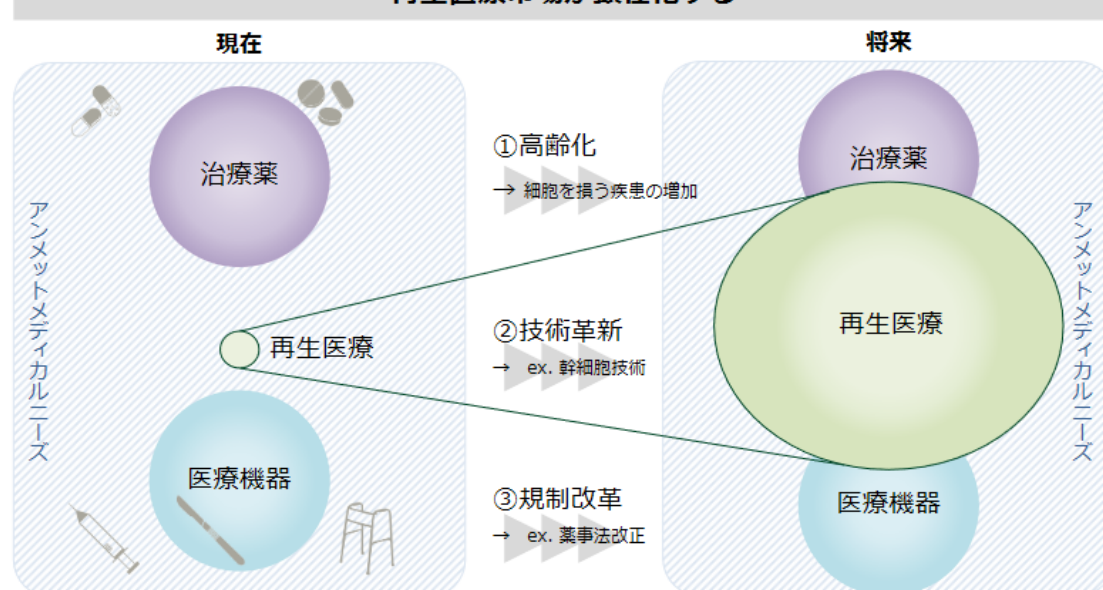 現在
将来
治療薬
再生医療
医療機器
アンメットメディカルニーズ
①高齢化
→ 細胞を損う疾患の増加
②技術革新
→ ex. 幹細胞技術
③規制改革
→ ex. 薬事法改正
治療薬
再生医療
医療機器
アンメットメディカルニーズ